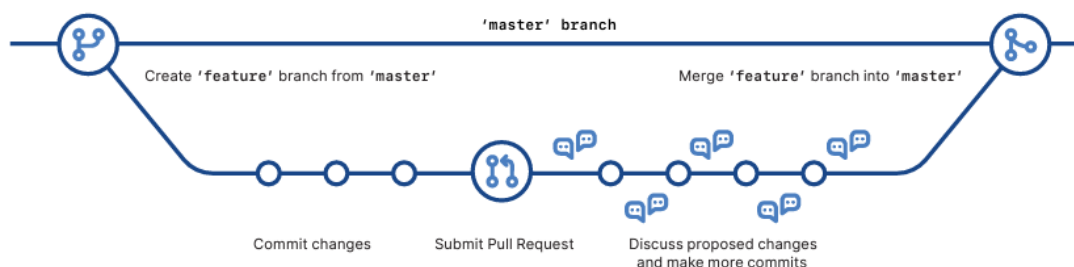 ‘master’ branch
Create ‘feature’ branch from ‘master’
Merge ‘feature’ branch into ‘master’
Commit changes
Submit Pull Request
Discuss proposed changes
and make more commits